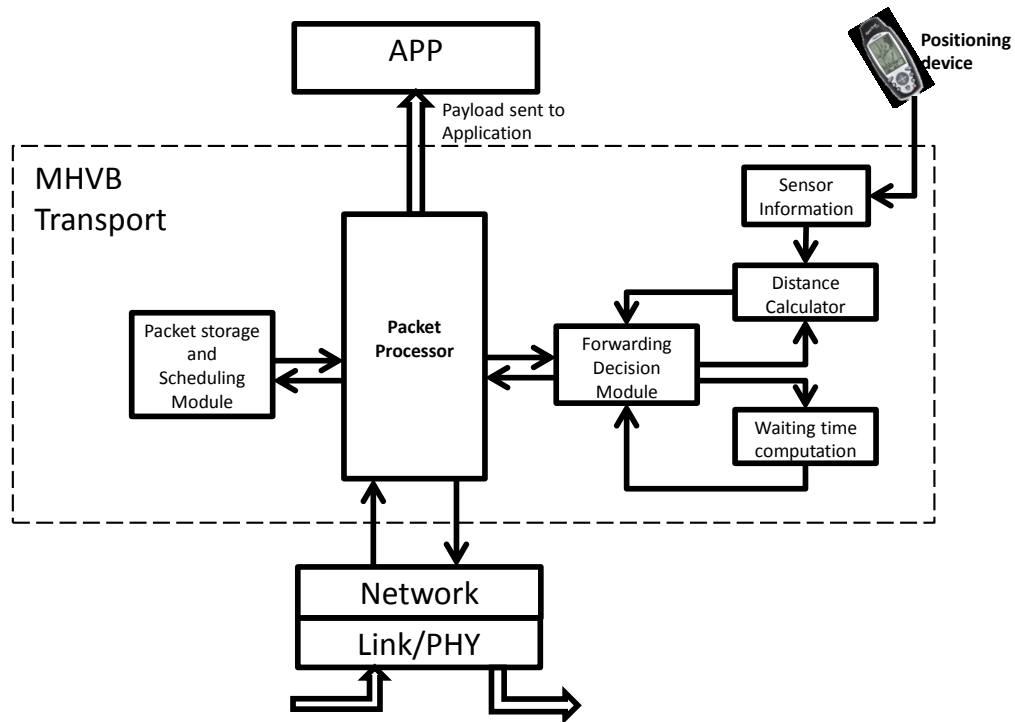 APP
Positioning
device
Payload sent to
Application
MHVB
Transport
Sensor
Information
Distance
Calculator
Packet storage
and
Scheduling
Module
Packet
Processor
Forwarding
Decision
Module
Waiting time
computation
Network
Link/PHY